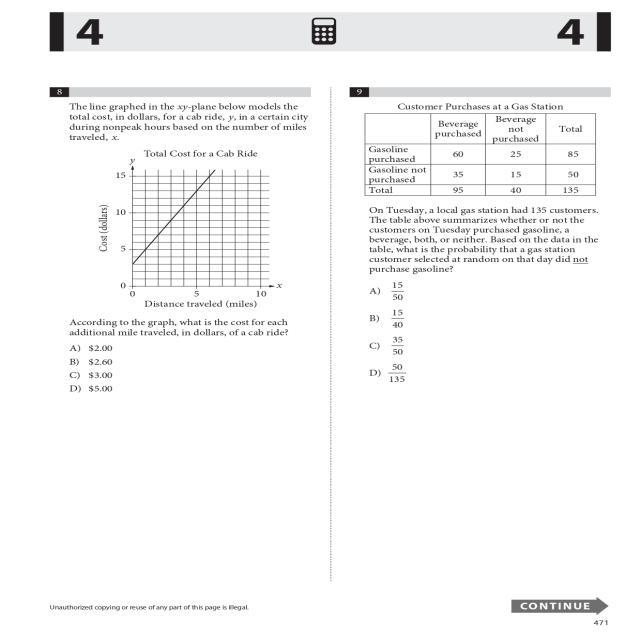 4
4
8
The line graphed in the xy-plane below models the
total cost, in dollars, for a cab ride, y, in a certain city
during nonpeak hours based on the number of miles
traveled, x.
Total Cost for a Cab Ride
y
15
10
5
0
Cost (dollars)
0 5 10 x
Distance traveled (miles)
According to the graph, what is the cost for each
additional mile traveled, in dollars, of a cab ride?
A) $2.00
B) $2.60
C) $3.00
D) $5.00
9
Customer Purchases at a Gas Station
Beverage purchased | Beverage not purchased | Total
Gasoline purchased 60 25 85
Gasoline not purchased 35 15 50
Total 95 40 135
On Tuesday, a local gas station had 135 customers.
The table above summarizes whether or not the
customers on Tuesday purchased gasoline, a
beverage, both, or neither. Based on the data in the
table, what is the probability that a gas station
customer selected at random on that day did not
purchase gasoline?
A) 15/50
B) 15/40
C) 35/50
D) 50/135
Unauthorized copying or reuse of any part of this page is illegal.
CONTINUE
471